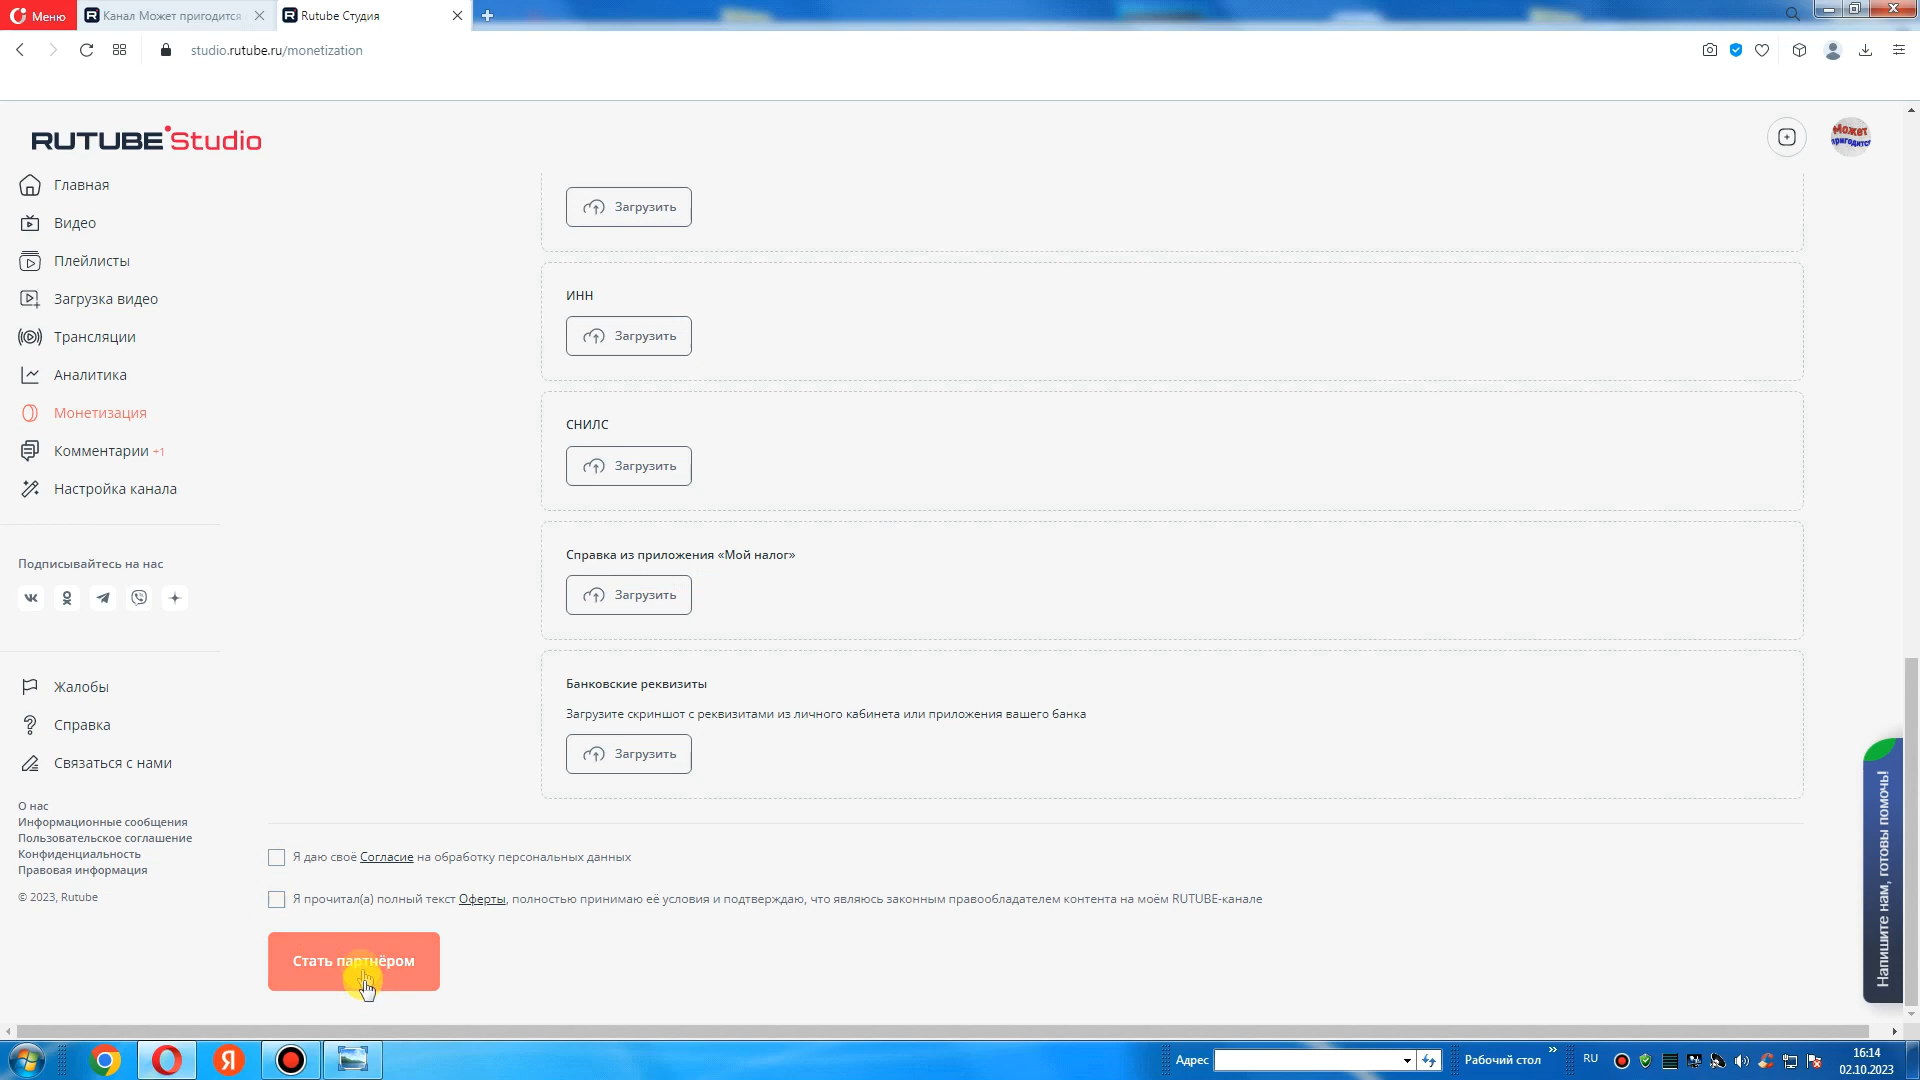 Меню
Канал Может пригодится
Rutube Студия
studio.rutube.ru/monetization
RUTUBE Studio
Может
пригодится
Главная
Видео
Плейлисты
Загрузка видео
Трансляции
Аналитика
Монетизация
Комментарии +1
Настройка канала
Подписывайтесь на нас
Жалобы
Справка
Связаться с нами
О нас
Информационные сообщения
Пользовательское соглашение
Конфиденциальность
Правовая информация
© 2023, Rutube
Загрузить
ИНН
Загрузить
СНИЛС
Загрузить
Справка из приложения «Мой налог»
Загрузить
Банковские реквизиты
Загрузите скриншот с реквизитами из личного кабинета или приложения вашего банка
Загрузить
Я даю своё Согласие на обработку персональных данных
Я прочитал(а) полный текст Оферты, полностью принимаю её условия и подтверждаю, что являюсь законным правообладателем контента на моём RUTUBE-канале
Стать партнёром
Напишите нам, готовы помочь!
Адрес
Рабочий стол
RU
16:14
02.10.2023